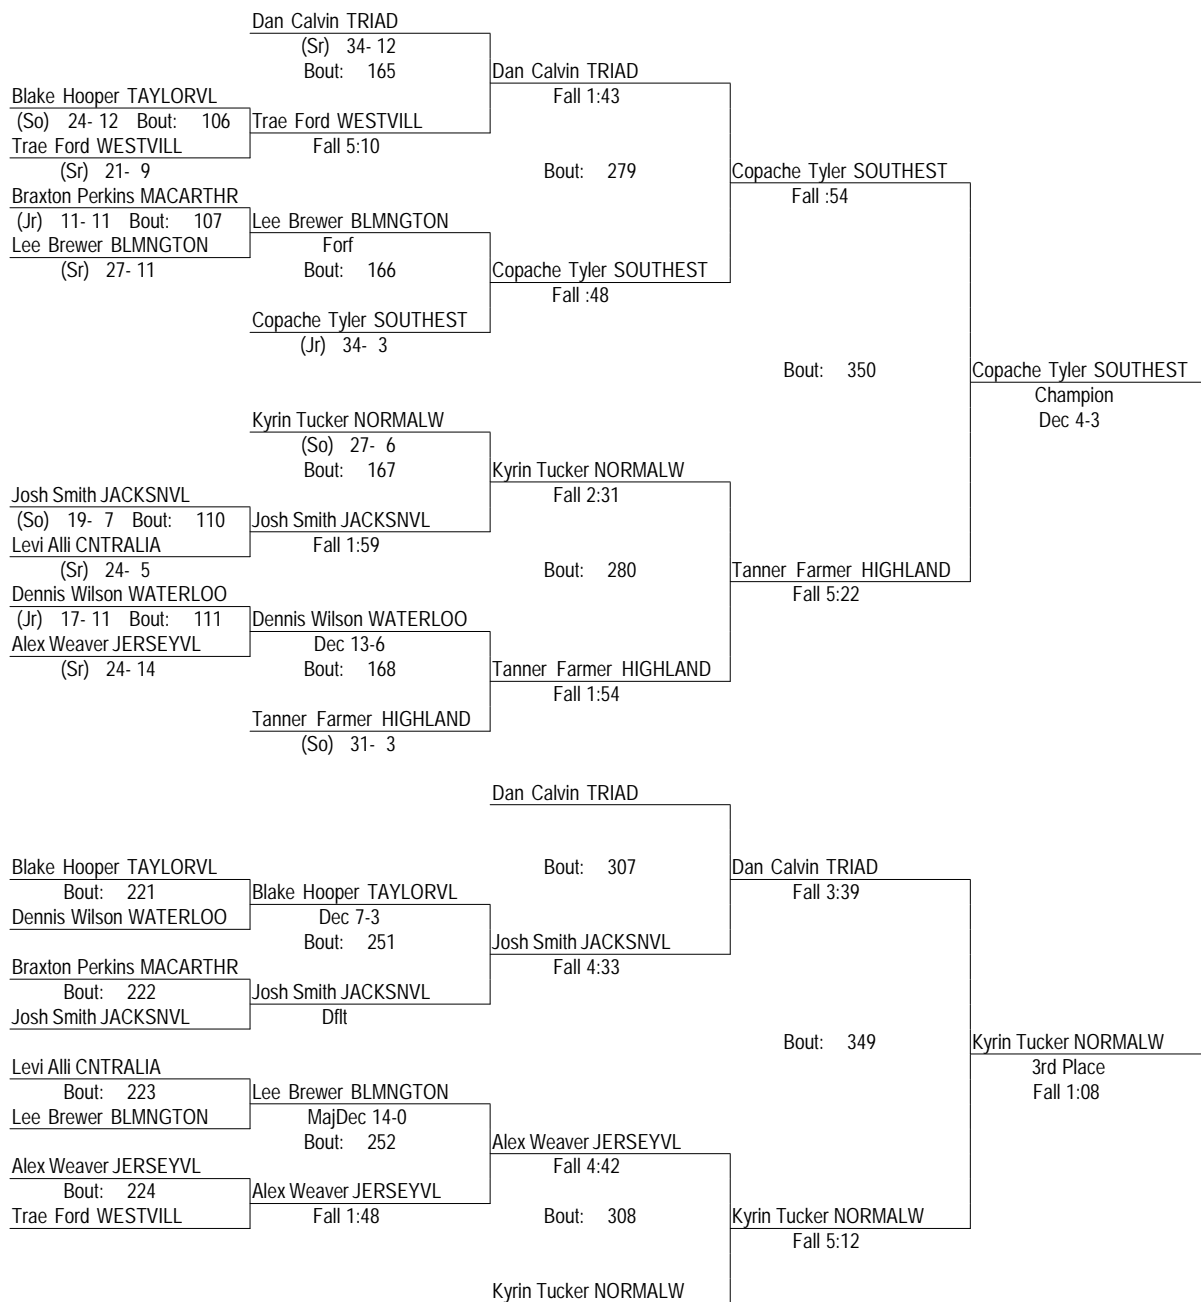 Dan Calvin TRIAD
(Sr) 34- 12
Bout: 165
Dan Calvin TRIAD
Fall 1:43
Blake Hooper TAYLORVL
(So) 24- 12 Bout: 106
Trae Ford WESTVILL
Trae Ford WESTVILL
Fall 5:10
(Sr) 21- 9
Bout: 279
Copache Tyler SOUTHEST
Fall :54
Braxton Perkins MACARTHR
(Jr) 11- 11 Bout: 107
Lee Brewer BLMNGTON
Lee Brewer BLMNGTON
Forf
(Sr) 27- 11
Bout: 166
Copache Tyler SOUTHEST
Fall :48
Copache Tyler SOUTHEST
(Jr) 34- 3
Bout: 350
Copache Tyler SOUTHEST
Champion
Dec 4-3
Kyrin Tucker NORMALW
(So) 27- 6
Bout: 167
Kyrin Tucker NORMALW
Fall 2:31
Josh Smith JACKSNVL
(So) 19- 7 Bout: 110
Josh Smith JACKSNVL
Levi Alli CNTRALIA
Fall 1:59
(Sr) 24- 5
Bout: 280
Tanner Farmer HIGHLAND
Fall 5:22
Dennis Wilson WATERLOO
(Jr) 17- 11 Bout: 111
Dennis Wilson WATERLOO
Alex Weaver JERSEYVL
Dec 13-6
(Sr) 24- 14
Bout: 168
Tanner Farmer HIGHLAND
Fall 1:54
Tanner Farmer HIGHLAND
(So) 31- 3
Dan Calvin TRIAD
Bout: 307
Dan Calvin TRIAD
Fall 3:39
Blake Hooper TAYLORVL
Bout: 221
Blake Hooper TAYLORVL
Dennis Wilson WATERLOO
Dec 7-3
Bout: 251
Josh Smith JACKSNVL
Fall 4:33
Braxton Perkins MACARTHR
Bout: 222
Josh Smith JACKSNVL
Josh Smith JACKSNVL
Dflt
Bout: 349
Kyrin Tucker NORMALW
3rd Place
Fall 1:08
Levi Alli CNTRALIA
Bout: 223
Lee Brewer BLMNGTON
Lee Brewer BLMNGTON
MajDec 14-0
Bout: 252
Alex Weaver JERSEYVL
Fall 4:42
Alex Weaver JERSEYVL
Bout: 224
Alex Weaver JERSEYVL
Trae Ford WESTVILL
Fall 1:48
Bout: 308
Kyrin Tucker NORMALW
Fall 5:12
Kyrin Tucker NORMALW